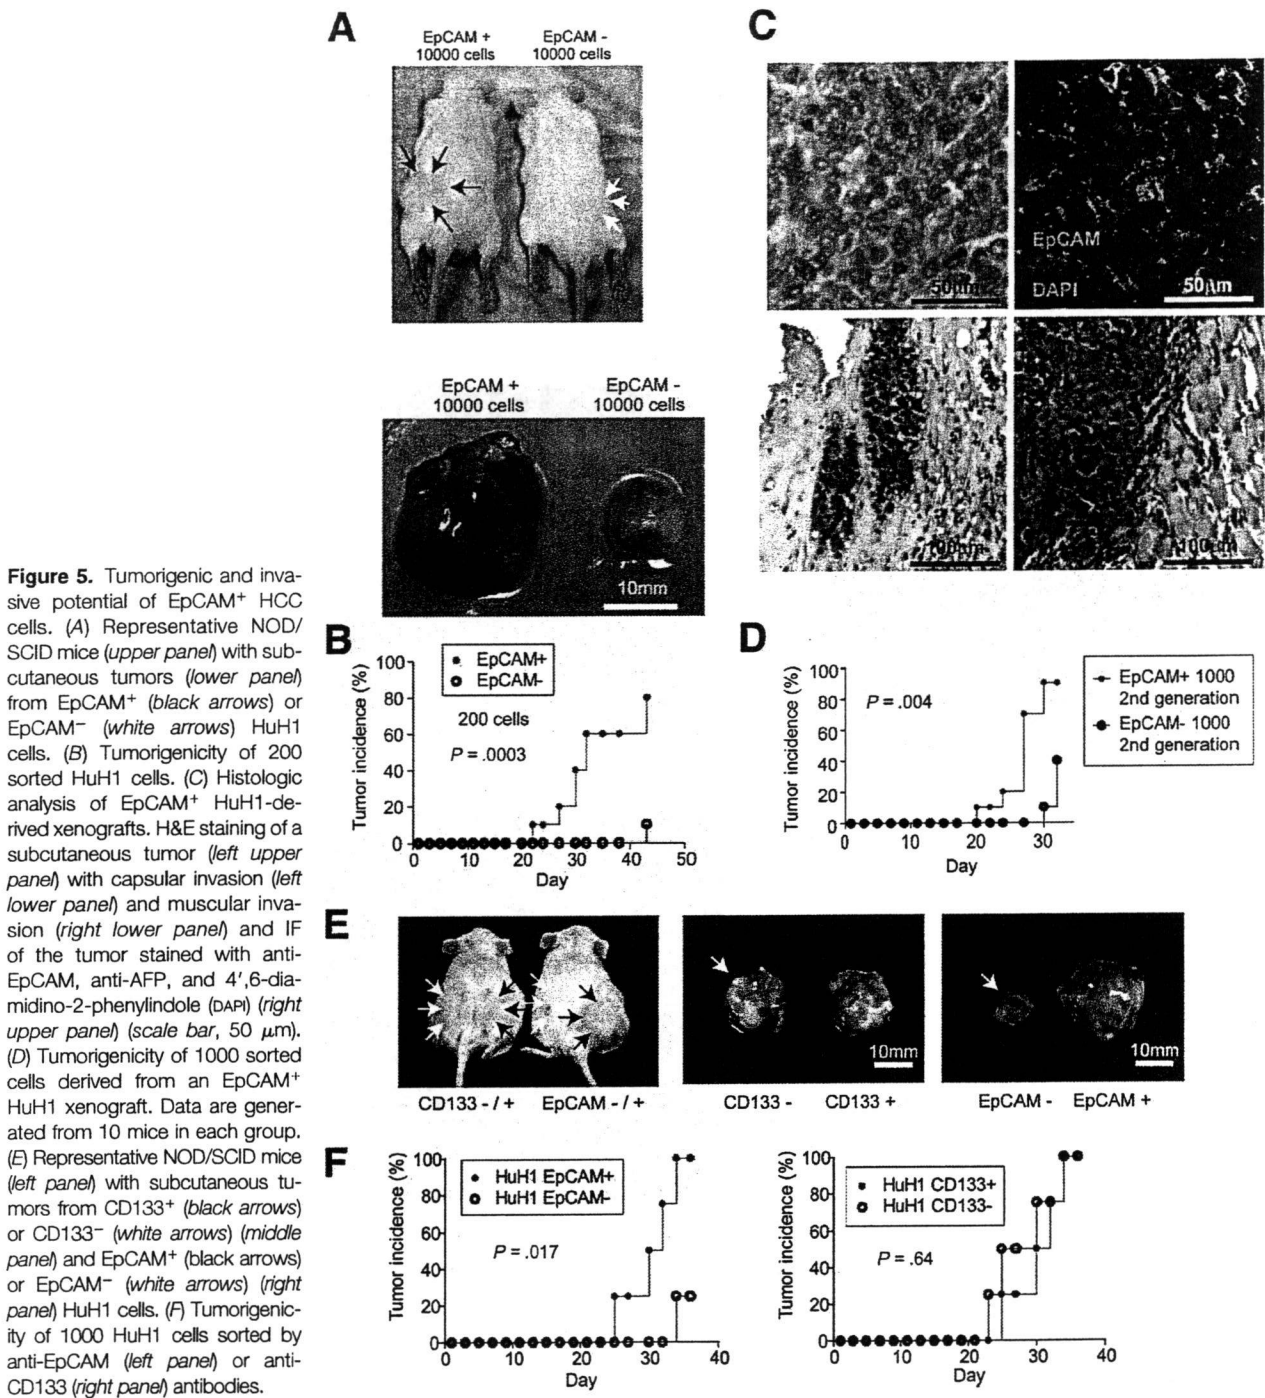 A
EpCAM + 10000 cells
EpCAM - 10000 cells
EpCAM + 10000 cells
EpCAM - 10000 cells
10mm
C
EpCAM
DAPI
50μm
50μm
100μm
100μm
Figure 5. Tumorigenic and inva-
sive potential of EpCAM⁺ HCC
cells. (A) Representative NOD/
SCID mice (upper panel) with sub-
cutaneous tumors (lower panel)
from EpCAM⁺ (black arrows) or
EpCAM⁻ (white arrows) HuH1
cells. (B) Tumorigenicity of 200
sorted HuH1 cells. (C) Histologic
analysis of EpCAM⁺ HuH1-de-
rived xenografts. H&E staining of a
subcutaneous tumor (left upper
panel) with capsular invasion (left
lower panel) and muscular inva-
sion (right lower panel) and IF
of the tumor stained with anti-
EpCAM, anti-AFP, and 4′,6-dia-
midino-2-phenylindole (DAPI) (right
upper panel) (scale bar, 50 μm).
(D) Tumorigenicity of 1000 sorted
cells derived from an EpCAM⁺
HuH1 xenograft. Data are gener-
ated from 10 mice in each group.
(E) Representative NOD/SCID mice
(left panel) with subcutaneous tu-
mors from CD133⁺ (black arrows)
or CD133⁻ (white arrows) (middle
panel) and EpCAM⁺ (black arrows)
or EpCAM⁻ (white arrows) (right
panel) HuH1 cells. (F) Tumorigenic-
ity of 1000 HuH1 cells sorted by
anti-EpCAM (left panel) or anti-
CD133 (right panel) antibodies.
B
Tumor incidence (%)
100
80
60
40
20
0
EpCAM+
EpCAM-
200 cells
P = .0003
0 10 20 30 40 50
Day
D
Tumor incidence (%)
100
80
60
40
20
0
P = .004
EpCAM+ 1000
2nd generation
EpCAM- 1000
2nd generation
0 10 20 30
Day
E
10mm
10mm
CD133 - / +
EpCAM - / +
CD133 -
CD133 +
EpCAM -
EpCAM +
F
Tumor incidence (%)
100
80
60
40
20
0
HuH1 EpCAM+
HuH1 EpCAM-
P = .017
0 10 20 30 40
Day
Tumor incidence (%)
100
80
60
40
20
0
HuH1 CD133+
HuH1 CD133-
P = .64
0 10 20 30 40
Day